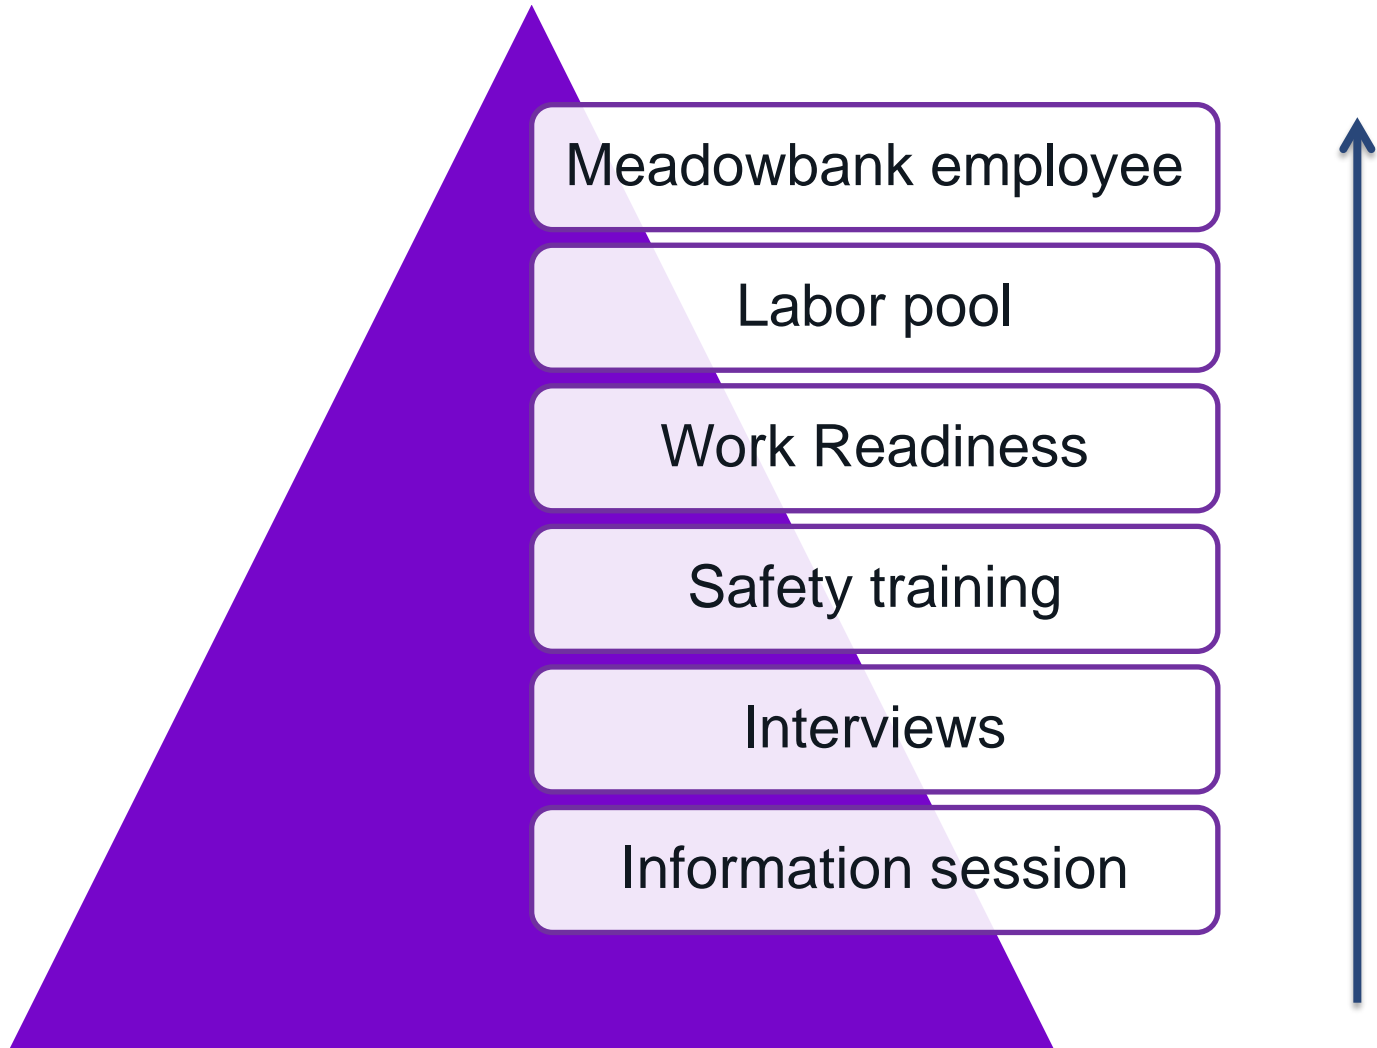 Meadowbank employee
Labor pool
Work Readiness
Safety training
Interviews
Information session